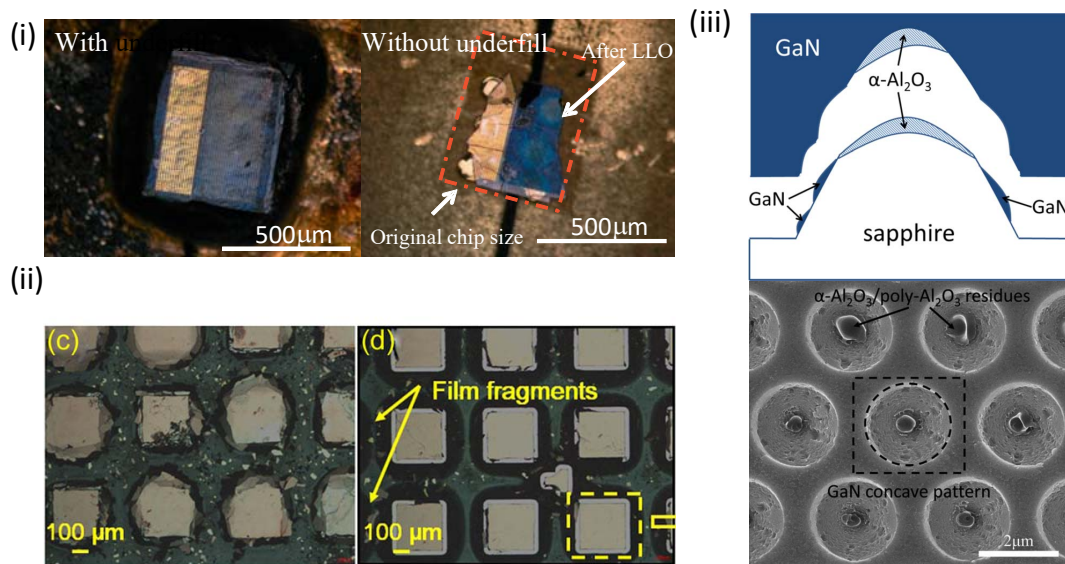 (i)
With underfill
500μm
Without underfill
After LLO
Original chip size
500μm
(ii)
(c)
100 μm
(d)
Film fragments
100 μm
(iii)
GaN
α-Al₂O₃
GaN
GaN
sapphire
α-Al₂O₃/poly-Al₂O₃ residues
GaN concave pattern
2μm